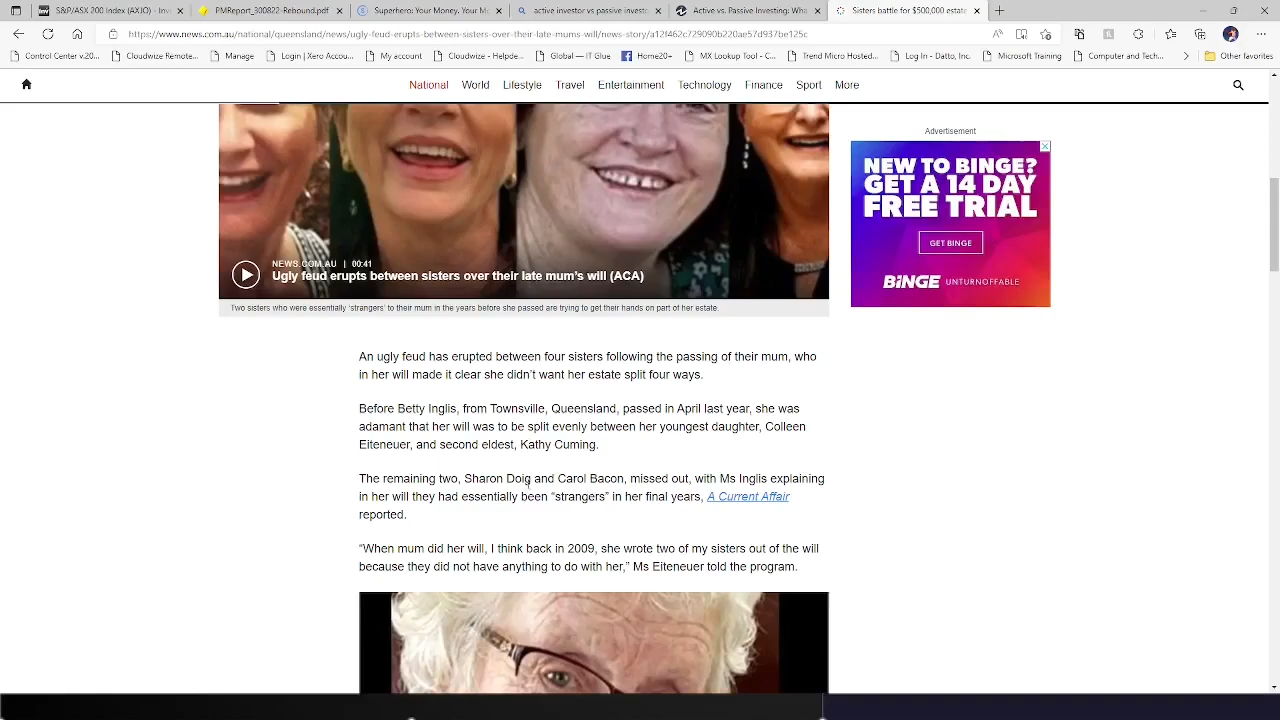 S&P/ASX 200 Index (AXIO) - Inv
PMReport_300822-Rebound.pdf
Superhero: Your Money. Your M
active investor vs passive invest
Active vs. Passive Investing: Wha
Sisters battle for $500,000 estate
https://www.news.com.au/national/queensland/news/ugly-feud-erupts-between-sisters-over-their-late-mums-will/news-story/a12f462c729090b220ae57d937be125c
Control Center v.20...
Cloudwize Remote...
Manage
Login | Xero Accou...
My account
Cloudwize - Helpe...
Global — IT Glue
Home20+
MX Lookup Tool - C...
Trend Micro Hosted...
Log In - Datto, Inc...
Microsoft Training
Computer and Tech...
Other favorites
National
World
Lifestyle
Travel
Entertainment
Technology
Finance
Sport
More
Advertisement
NEW TO BINGE?
GET A 14 DAY
FREE TRIAL
GET BINGE
BINGE UNTURNOFFABLE
NEWS.COM.AU | 00:41
Ugly feud erupts between sisters over their late mum's will (ACA)
Two sisters who were essentially 'strangers' to their mum in the years before she passed are trying to get their hands on part of her estate.
An ugly feud has erupted between four sisters following the passing of their mum, who
in her will made it clear she didn't want her estate split four ways.
Before Betty Inglis, from Townsville, Queensland, passed in April last year, she was
adamant that her will was to be split evenly between her youngest daughter, Colleen
Eiteneuer, and second eldest, Kathy Cuming.
The remaining two, Sharon Doig and Carol Bacon, missed out, with Ms Inglis explaining
in her will they had essentially been "strangers" in her final years, A Current Affair
reported.
"When mum did her will, I think back in 2009, she wrote two of my sisters out of the will
because they did not have anything to do with her," Ms Eiteneuer told the program.